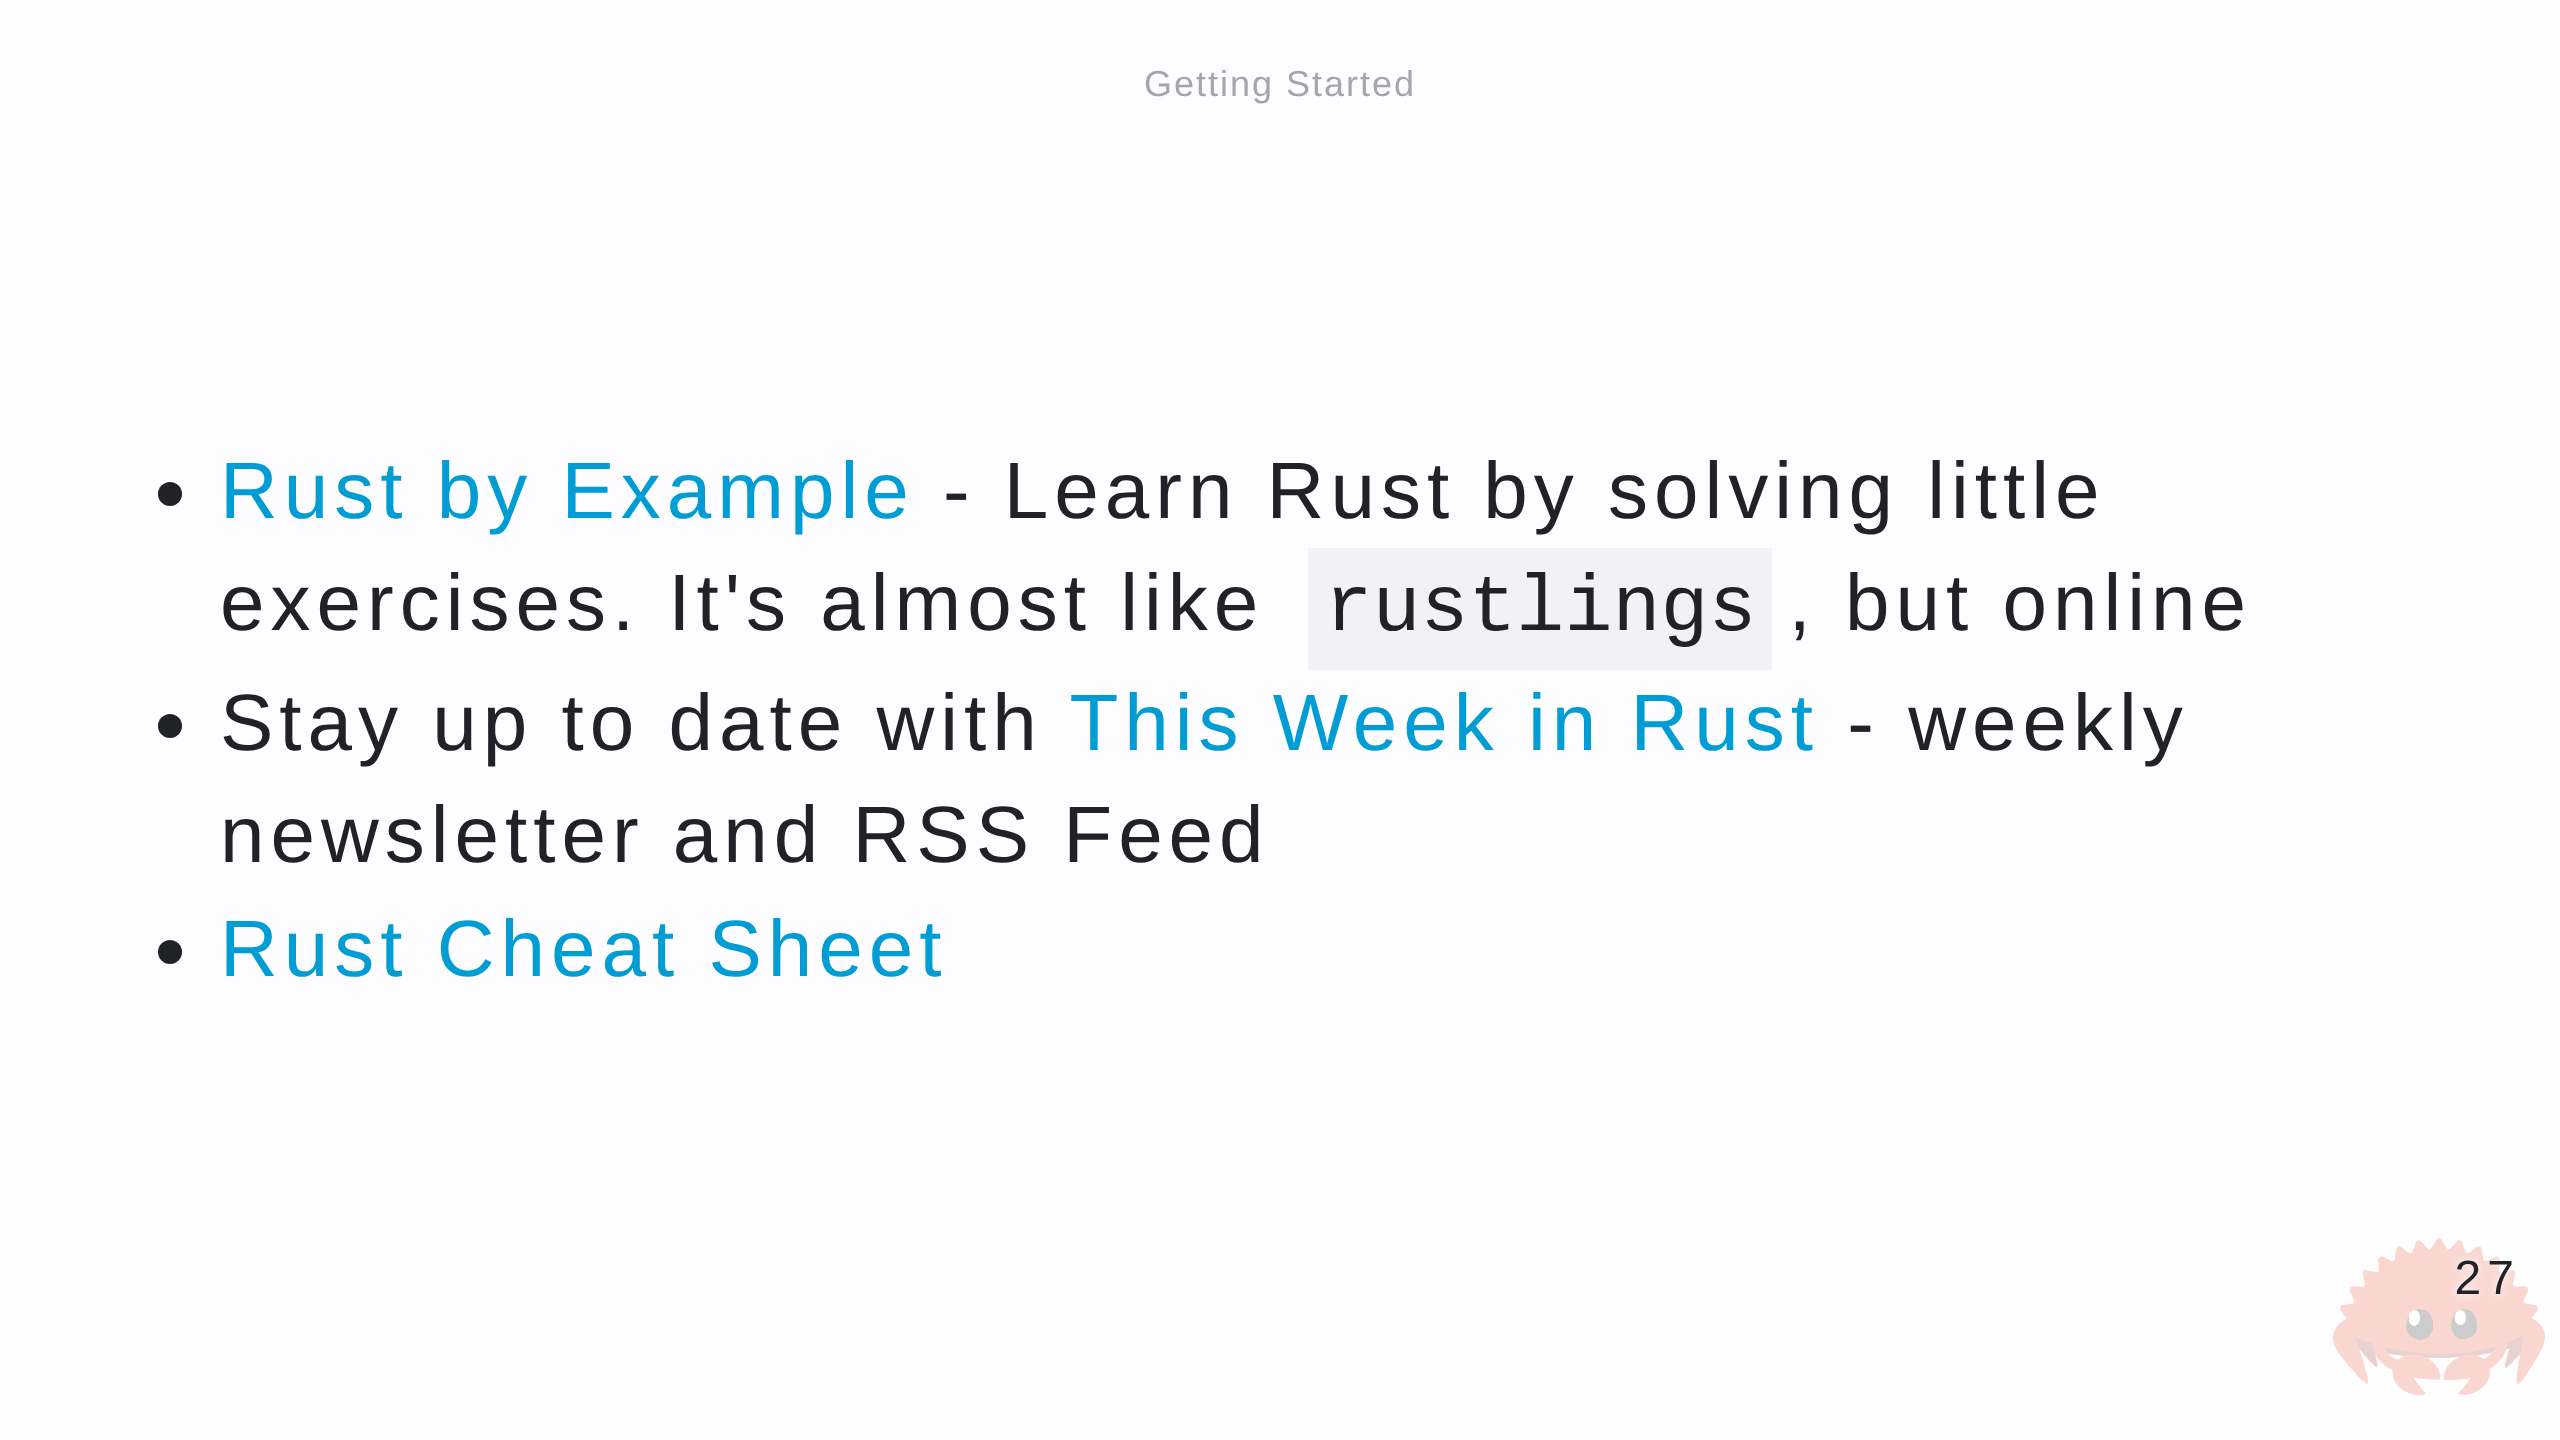 Getting Started
• Rust by Example - Learn Rust by solving little
exercises. It's almost like rustlings, but online
• Stay up to date with This Week in Rust - weekly
newsletter and RSS Feed
• Rust Cheat Sheet
27